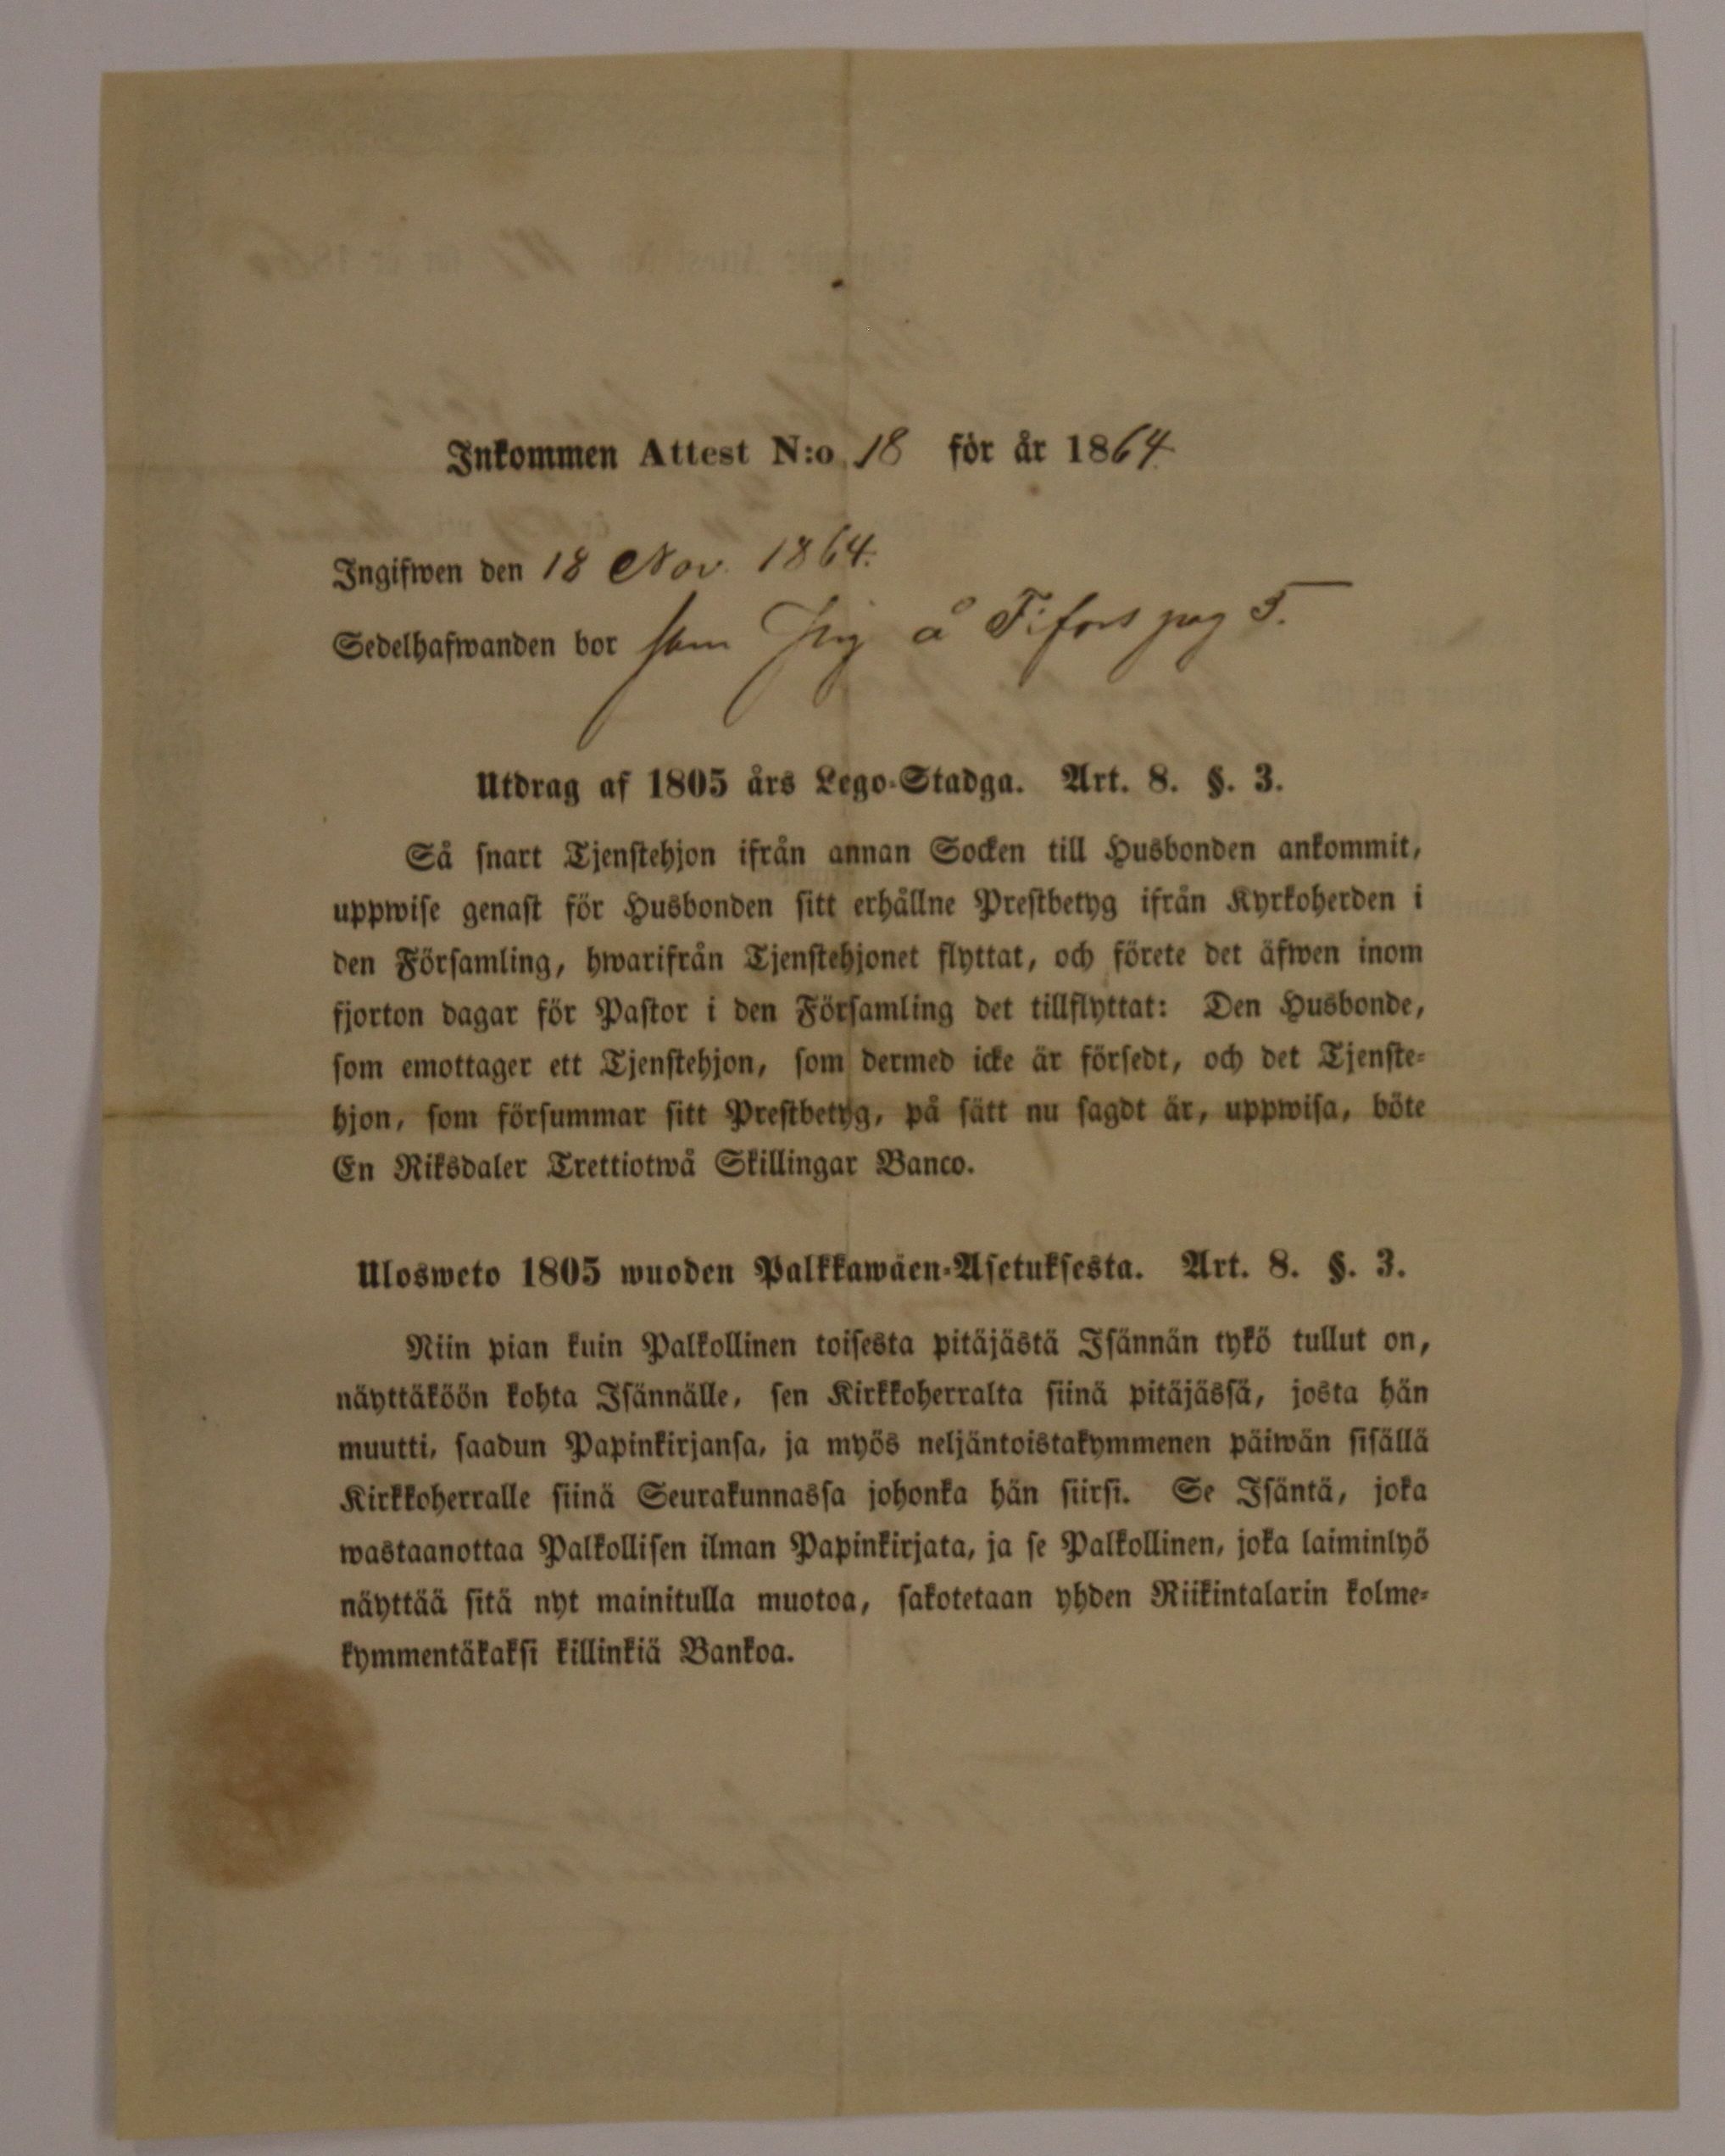 Inkommen Attest N:o 18 för år 1864.
Ingifwen den 18 Nov. 1864.
Sedelhafwanden bor som Pig å Fifors pag 5.
Utdrag af 1805 års Lego-Stadga. Art. 8. §. 3.
Så snart Tjenstehjon ifrån annan Socken till Husbonden ankommit,
uppwise genast för Husbonden sitt erhållne Prestbetyg ifrån Kyrkoherden i
den Församling, hwarifrån Tjenstehjonet flyttat, och förete det äfwen inom
fjorton dagar för Pastor i den Församling det tillflyttat: Den Husbonde,
som emottager ett Tjenstehjon, som dermed icke är försedt, och det Tjenste-
hjon, som försummar sitt Prestbetyg, på sätt nu sagdt är, uppwisa, böte
En Riksdaler Trettiotwå Skillingar Banco.
Ulosweto 1805 wuoden Palkkawäen-Asetuksesta. Art. 8. §. 3.
Niin pian kuin Palkollinen toisesta pitäjästä Isännän tykö tullut on,
näyttäköön kohta Isännälle, sen Kirkkoherralta siinä pitäjässä, josta hän
muutti, saadun Papinkirjansa, ja myös neljäntoistakymmenen päiwän sisällä
Kirkkoherralle siinä Seurakunnassa johonka hän siirsi. Se Isäntä, joka
wastaanottaa Palkollisen ilman Papinkirjata, ja se Palkollinen, joka laiminlyö
näyttää sitä nyt mainitulla muotoa, sakotetaan yhden Riikintalarin kolme-
kymmentäkaksi killinkiä Bankoa.